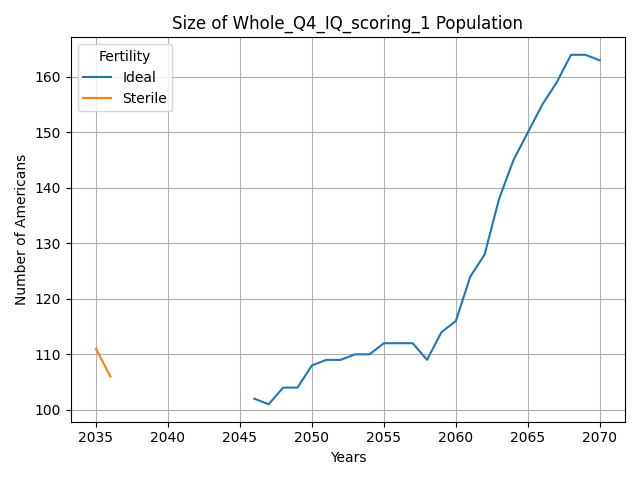 Size of Whole_Q4_IQ_scoring_1 Population
Fertility
Ideal
Sterile
Number of Americans
160
150
140
130
120
110
100
2035 2040 2045 2050 2055 2060 2065 2070
Years